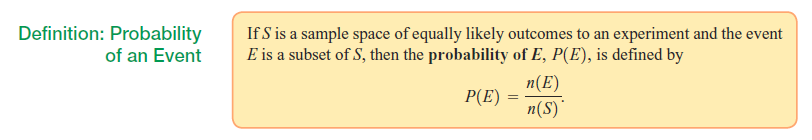 Definition: Probability
of an Event
If S is a sample space of equally likely outcomes to an experiment and the event
E is a subset of S, then the probability of E, P(E), is defined by
P(E) = n(E)/n(S).